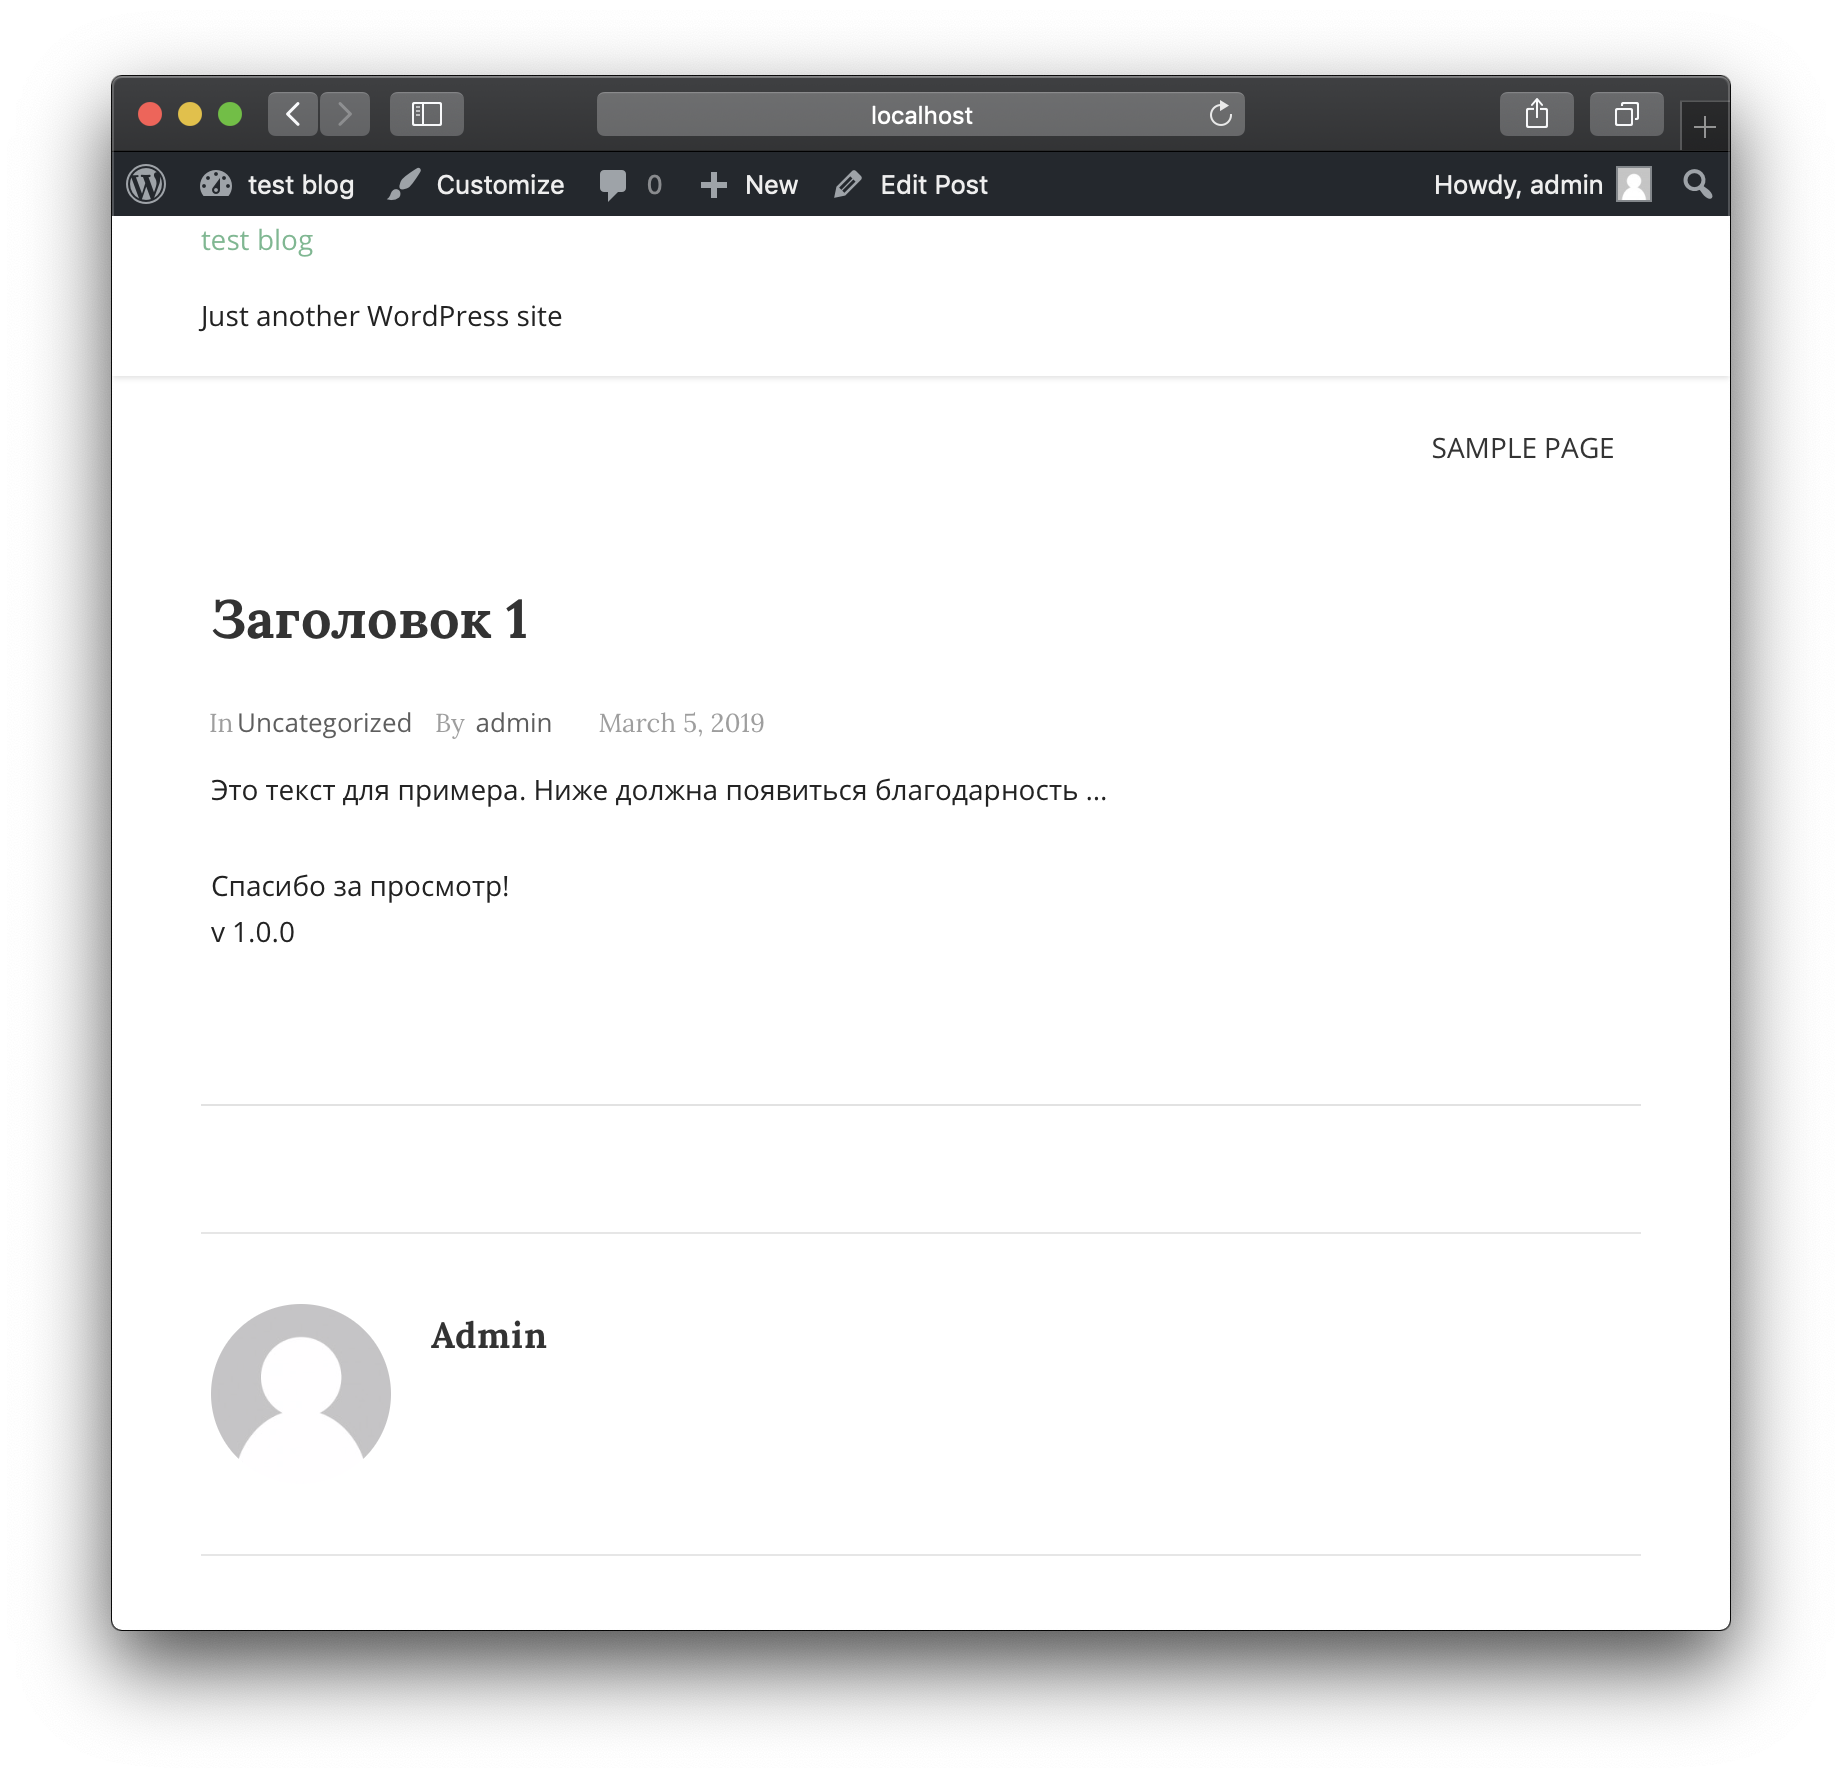 localhost
test blog Customize 0 New Edit Post Howdy, admin
test blog
Just another WordPress site
SAMPLE PAGE
Заголовок 1
In Uncategorized By admin March 5, 2019
Это текст для примера. Ниже должна появиться благодарность ...
Спасибо за просмотр!
v 1.0.0
Admin